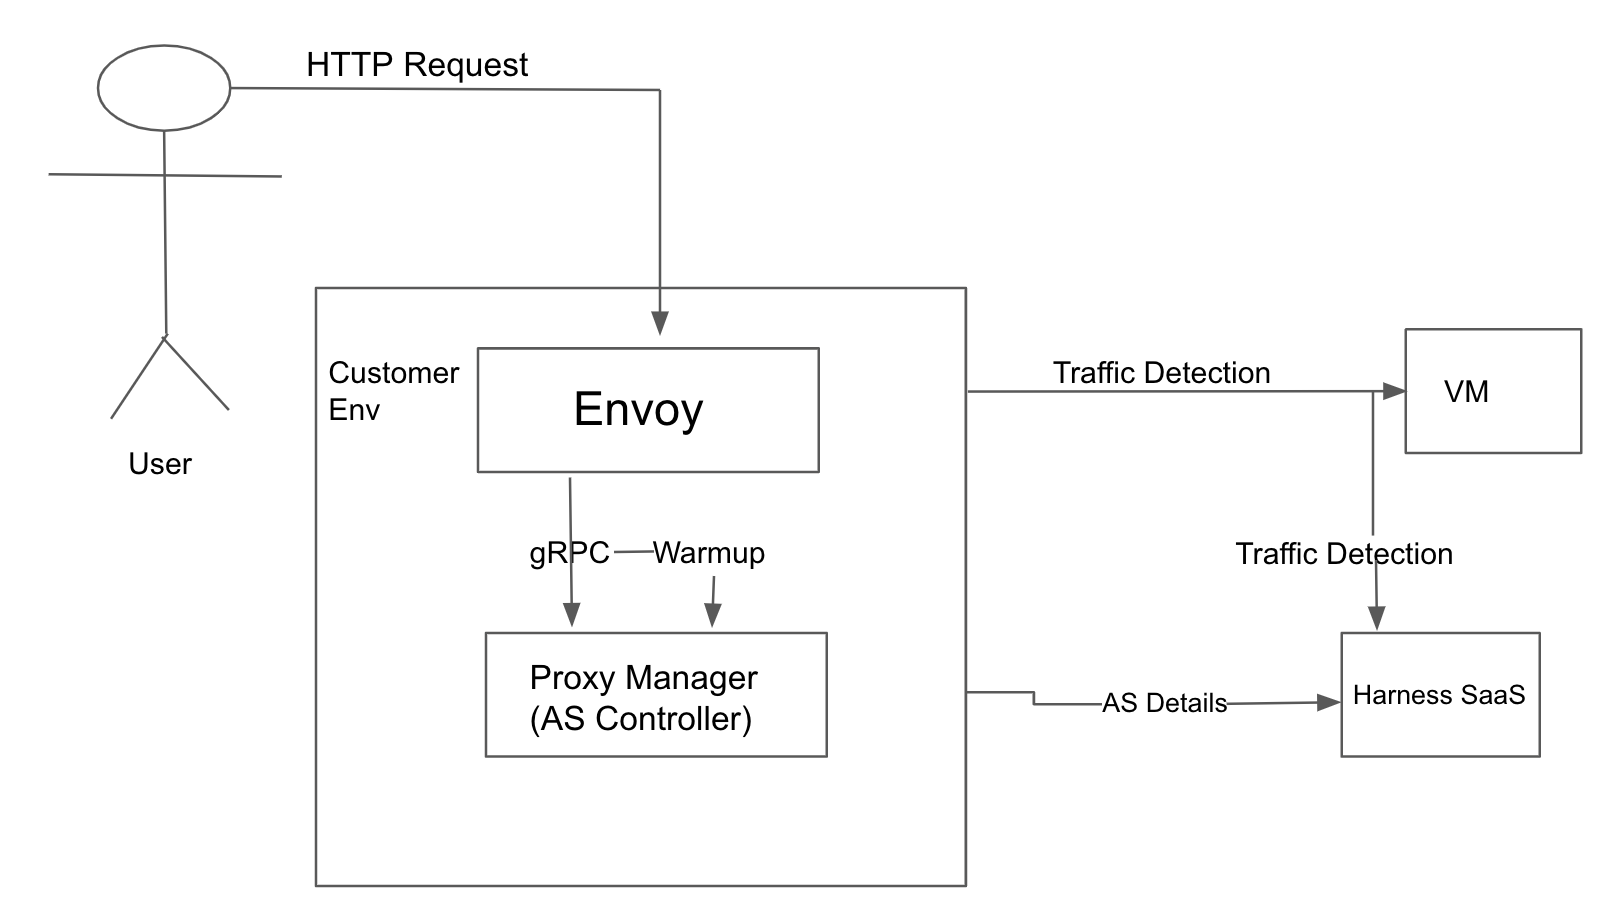 HTTP Request
User
Customer
Env
Envoy
gRPC
Warmup
Proxy Manager
(AS Controller)
Traffic Detection
VM
Traffic Detection
AS Details
Harness SaaS